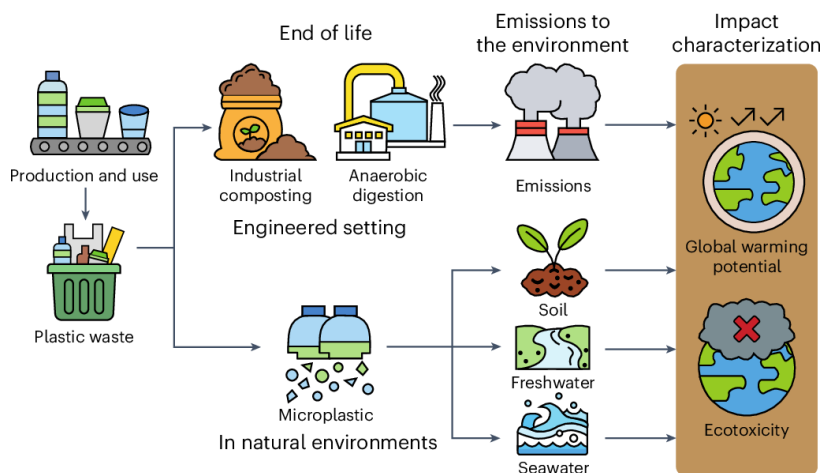 End of life
Emissions to
the environment
Impact
characterization
Production and use
Industrial
composting
Anaerobic
digestion
Emissions
Engineered setting
Global warming
potential
Plastic waste
Soil
Microplastic
Freshwater
Ecotoxicity
In natural environments
Seawater